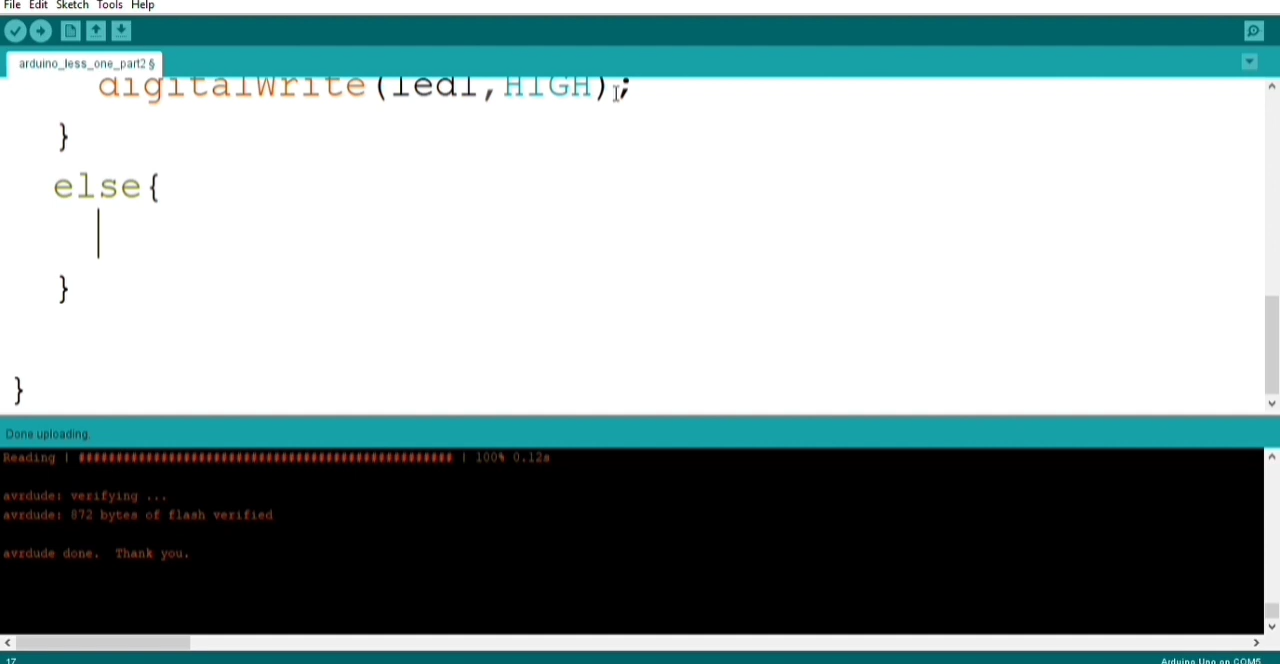 File Edit Sketch Tools Help
arduino_less_one_part2 §
digitalWrite(led1,HIGH);
}
else{
}
}
Done uploading.
Reading | ################################################## | 100% 0.12s
avrdude: verifying ...
avrdude: 872 bytes of flash verified
avrdude done.  Thank you.
17
Arduino Uno on COM5